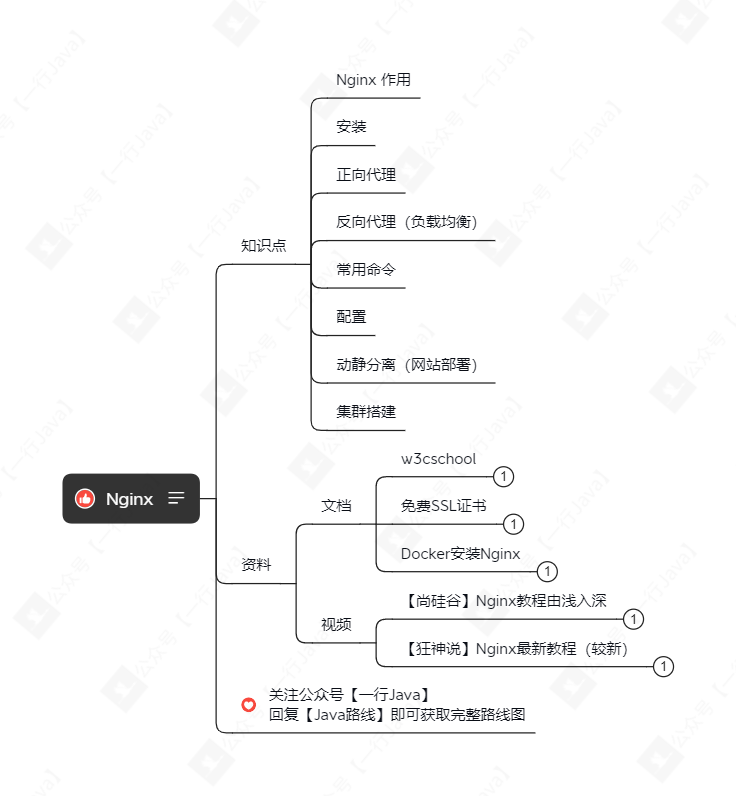 Nginx 作用
安装
正向代理
反向代理（负载均衡）
知识点
常用命令
配置
动静分离（网站部署）
集群搭建
Nginx
w3cschool
1
文档
免费SSL证书
1
Docker安装Nginx
1
资料
【尚硅谷】Nginx教程由浅入深
1
视频
【狂神说】Nginx最新教程（较新）
1
关注公众号【一行Java】
回复【Java路线】即可获取完整路线图
公众号【一行Java】